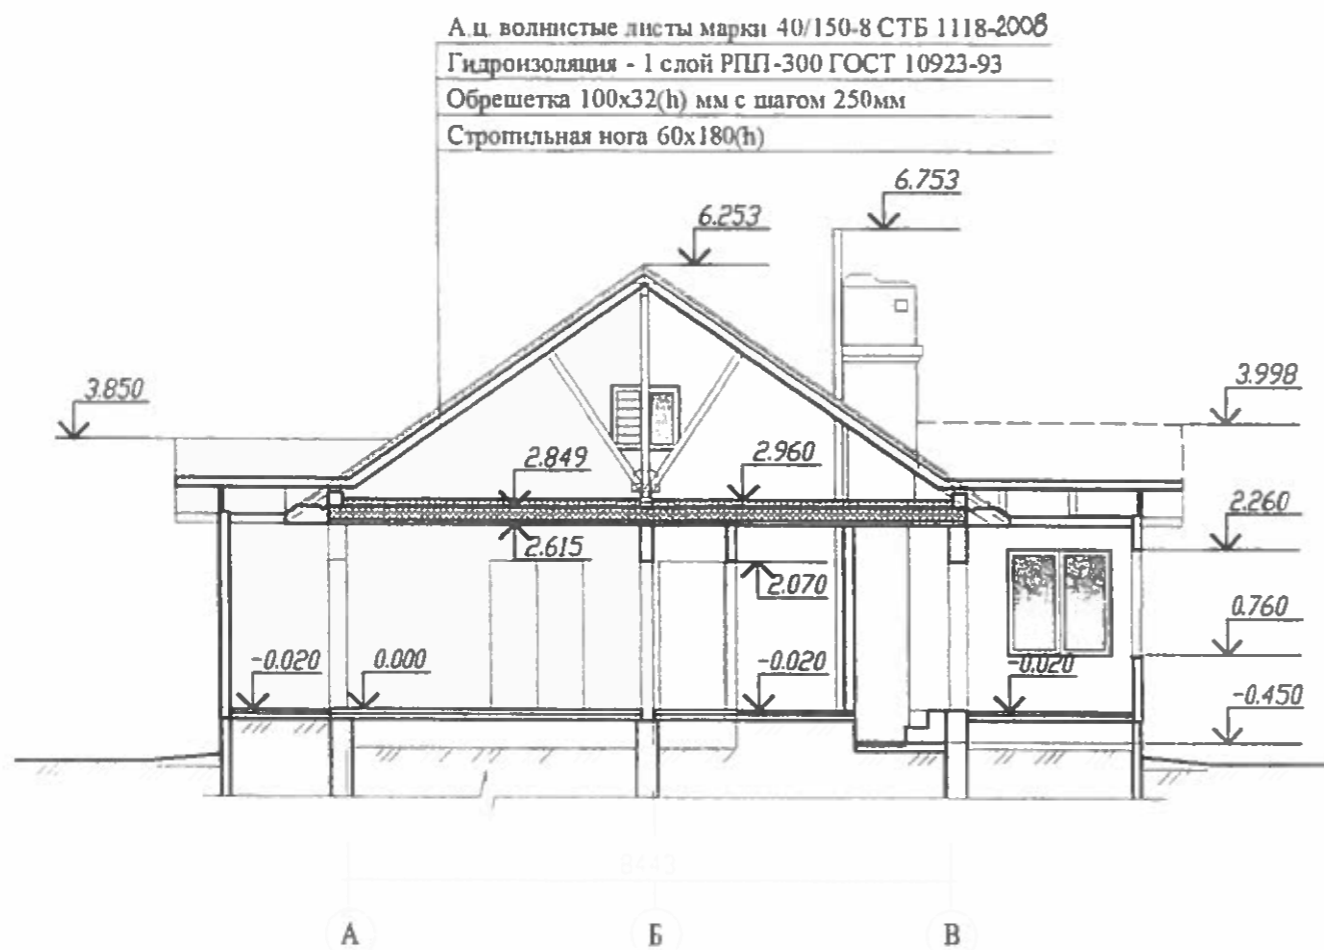 А.ц. волнистые листы марки 40/150-8 СТБ 1118-2008
Гидроизоляция - 1 слой РПП-300 ГОСТ 10923-93
Обрешетка 100х32(h) мм с шагом 250мм
Стропильная нога 60х180(h)
6.753
6.253
3.850
3.998
2.849
2.960
2.260
2.615
2.070
0.760
-0.020
0.000
-0.020
-0.020
-0.450
8443
А
Б
В